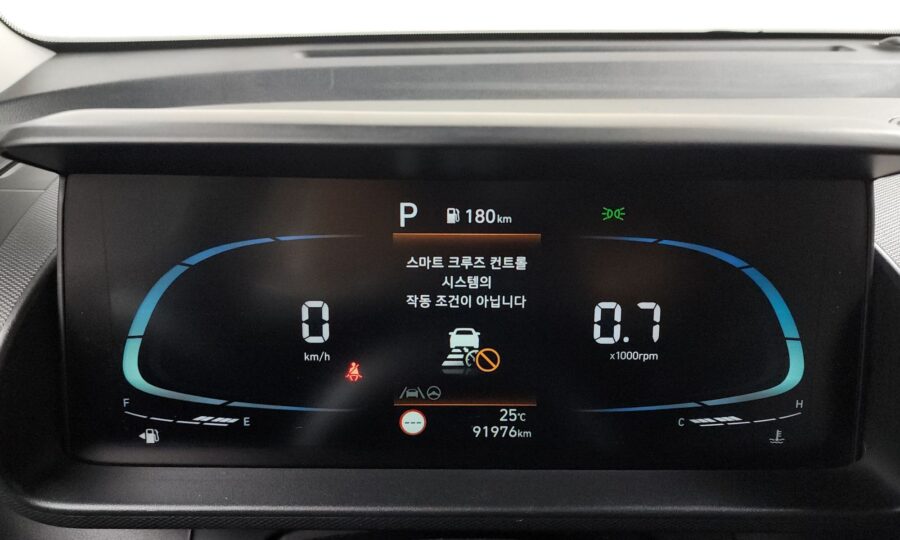 P 180km
스마트 크루즈 컨트롤
시스템의
작동 조건이 아닙니다
0
km/h
0.7
x1000rpm
F
E
C
H
---
25℃
91976km